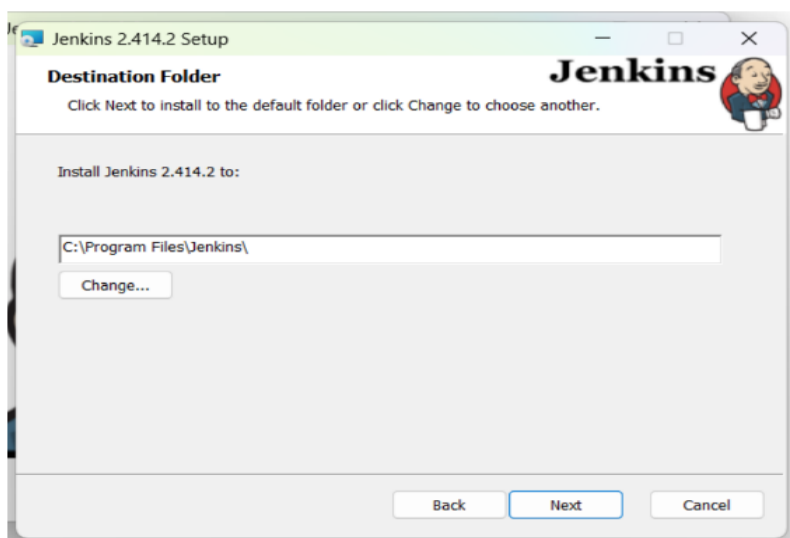 Jenkins 2.414.2 Setup
Destination Folder
Jenkins
Click Next to install to the default folder or click Change to choose another.
Install Jenkins 2.414.2 to:
C:\Program Files\Jenkins\
Change...
Back
Next
Cancel